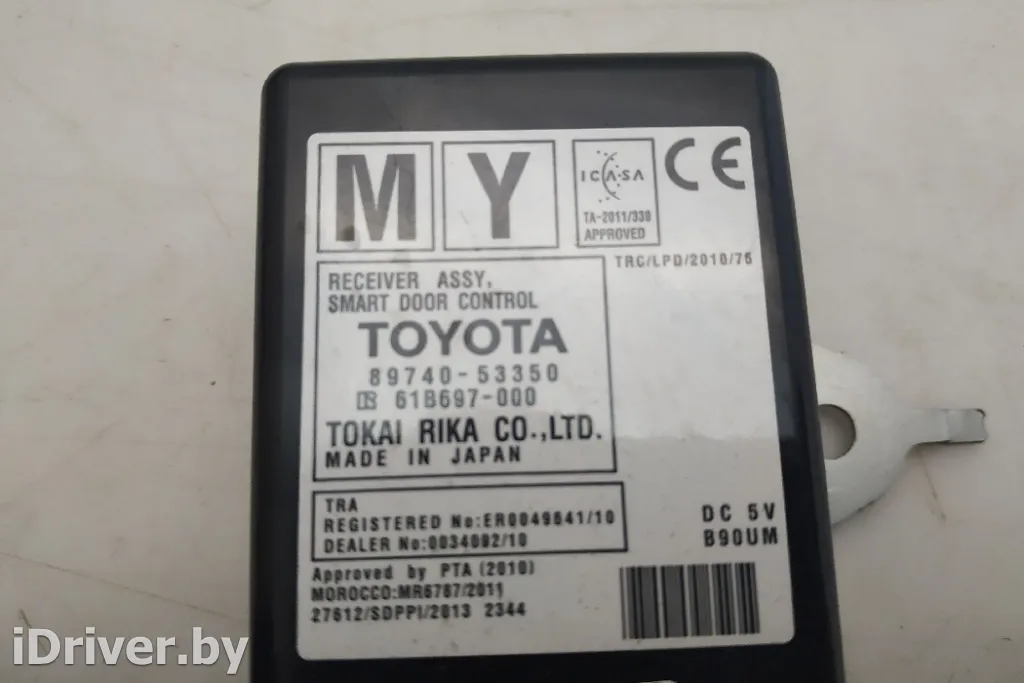 M Y
ICASA
TA-2011/338
APPROVED
CE
TRC/LPD/2010/75
RECEIVER ASSY,
SMART DOOR CONTROL
TOYOTA
89740-53350
61B697-000
TOKAI RIKA CO.,LTD.
MADE IN JAPAN
TRA
REGISTERED No:ER0049641/10
DEALER No:0034092/10
DC 5V
B90UM
Approved by PTA (2010)
MOROCCO:MR6787/2011
27612/SDPPI/2013 2344
iDriver.by